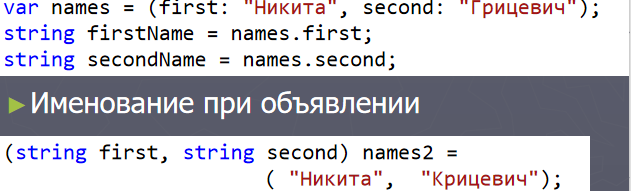 var names = (first: "Никита", second: "Грицевич");
string firstName = names.first;
string secondName = names.second;
►Именование при объявлении
(string first, string second) names2 =
( "Никита", "Крицевич");